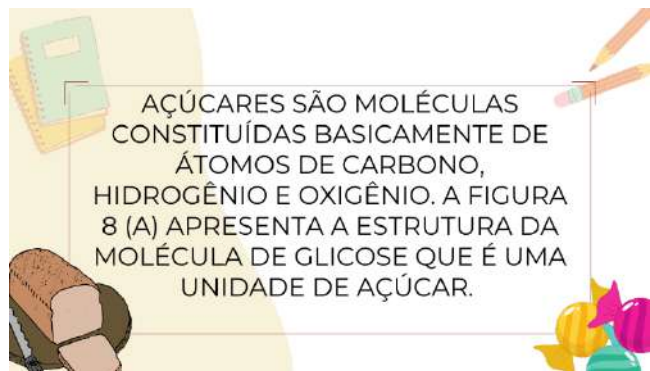 AÇÚCARES SÃO MOLÉCULAS
CONSTITUÍDAS BASICAMENTE DE
ÁTOMOS DE CARBONO,
HIDROGÊNIO E OXIGÊNIO. A FIGURA
8 (A) APRESENTA A ESTRUTURA DA
MOLÉCULA DE GLICOSE QUE É UMA
UNIDADE DE AÇÚCAR.